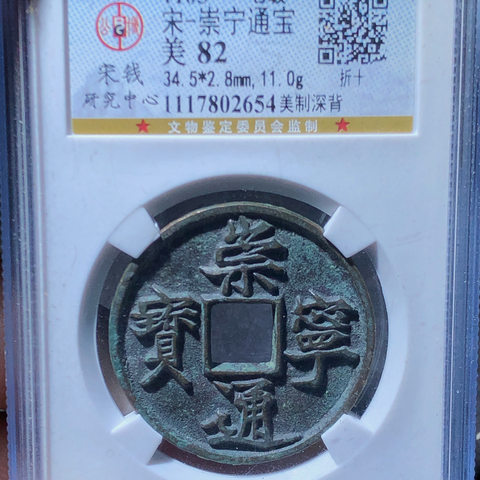 宋-崇宁通宝
美 82
宋钱
34.5*2.8mm,11.0g
折十
研究中心
1117802654
美制深背
★ 文物鉴定委员会监制 ★
崇
寧
通
寳